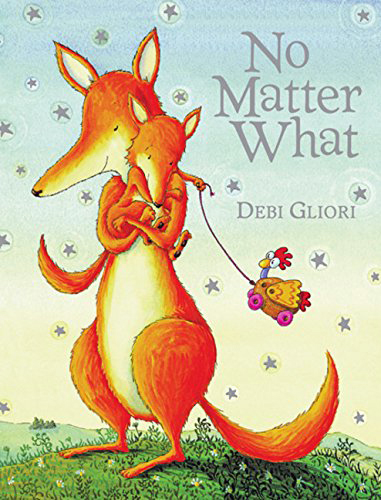 No
Matter
What
DEBI GLIORI